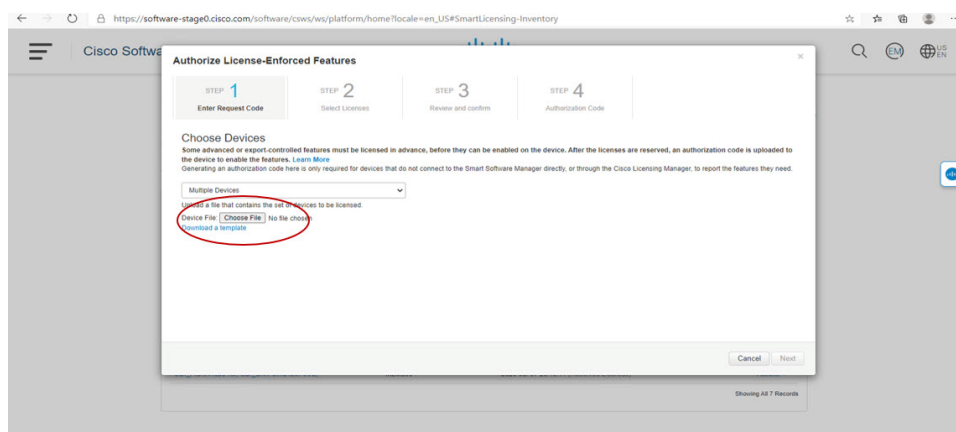 https://software-stage0.cisco.com/software/csws/ws/platform/home?locale=en_US#SmartLicensing-Inventory
Cisco Softwa
EM
US
EN
Authorize License-Enforced Features
×
STEP 1
Enter Request Code
STEP 2
Select Licenses
STEP 3
Review and confirm
STEP 4
Authorization Code
Choose Devices
Some advanced or export-controlled features must be licensed in advance, before they can be enabled on the device. After the licenses are reserved, an authorization code is uploaded to
the device to enable the features. Learn More
Generating an authorization code here is only required for devices that do not connect to the Smart Software Manager directly, or through the Cisco Licensing Manager, to report the features they need.
Multiple Devices
Upload a file that contains the set of devices to be licensed.
Device File: Choose File No file chosen
Download a template
Cancel
Next
Showing All 7 Records